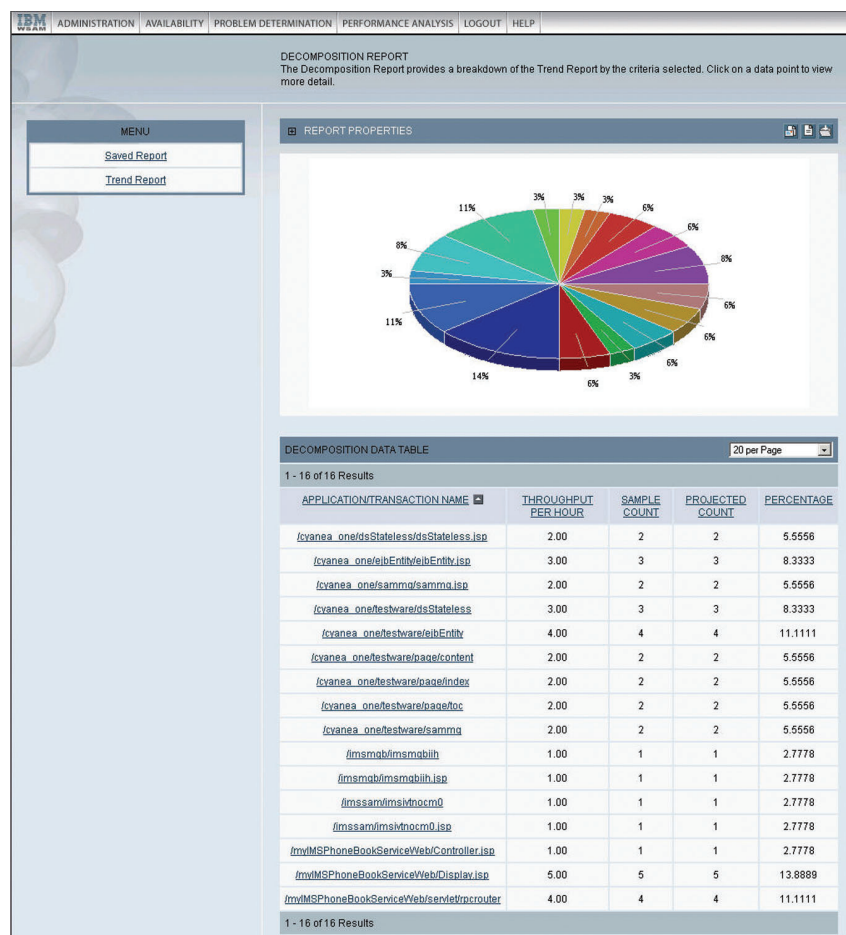 IBM ADMINISTRATION AVAILABILITY PROBLEM DETERMINATION PERFORMANCE ANALYSIS LOGOUT HELP
WSAM
DECOMPOSITION REPORT
The Decomposition Report provides a breakdown of the Trend Report by the criteria selected. Click on a data point to view
more detail.
MENU
Saved Report
Trend Report
REPORT PROPERTIES
3%
3%
3%
6%
6%
8%
6%
6%
6%
3%
6%
14%
11%
3%
8%
11%
DECOMPOSITION DATA TABLE 20 per Page
1 - 16 of 16 Results
APPLICATION/TRANSACTION NAME THROUGHPUT PER HOUR SAMPLE COUNT PROJECTED COUNT PERCENTAGE
/cyanea_one/dsStateless/dsStateless.jsp 2.00 2 2 5.5556
/cyanea_one/ejbEntity/ejbEntity.jsp 3.00 3 3 8.3333
/cyanea_one/sammq/sammq.jsp 2.00 2 2 5.5556
/cyanea_one/testware/dsStateless 3.00 3 3 8.3333
/cyanea_one/testware/ejbEntity 4.00 4 4 11.1111
/cyanea_one/testware/page/content 2.00 2 2 5.5556
/cyanea_one/testware/page/index 2.00 2 2 5.5556
/cyanea_one/testware/page/toc 2.00 2 2 5.5556
/cyanea_one/testware/sammq 2.00 2 2 5.5556
/imsmqb/imsmqbiih 1.00 1 1 2.7778
/imsmqb/imsmqbiih.jsp 1.00 1 1 2.7778
/imssam/imsivtnocm0 1.00 1 1 2.7778
/imssam/imsivtnocm0.jsp 1.00 1 1 2.7778
/myIMSPhoneBookServiceWeb/Controller.jsp 1.00 1 1 2.7778
/myIMSPhoneBookServiceWeb/Display.jsp 5.00 5 5 13.8889
/myIMSPhoneBookServiceWeb/servlet/rpcrouter 4.00 4 4 11.1111
1 - 16 of 16 Results